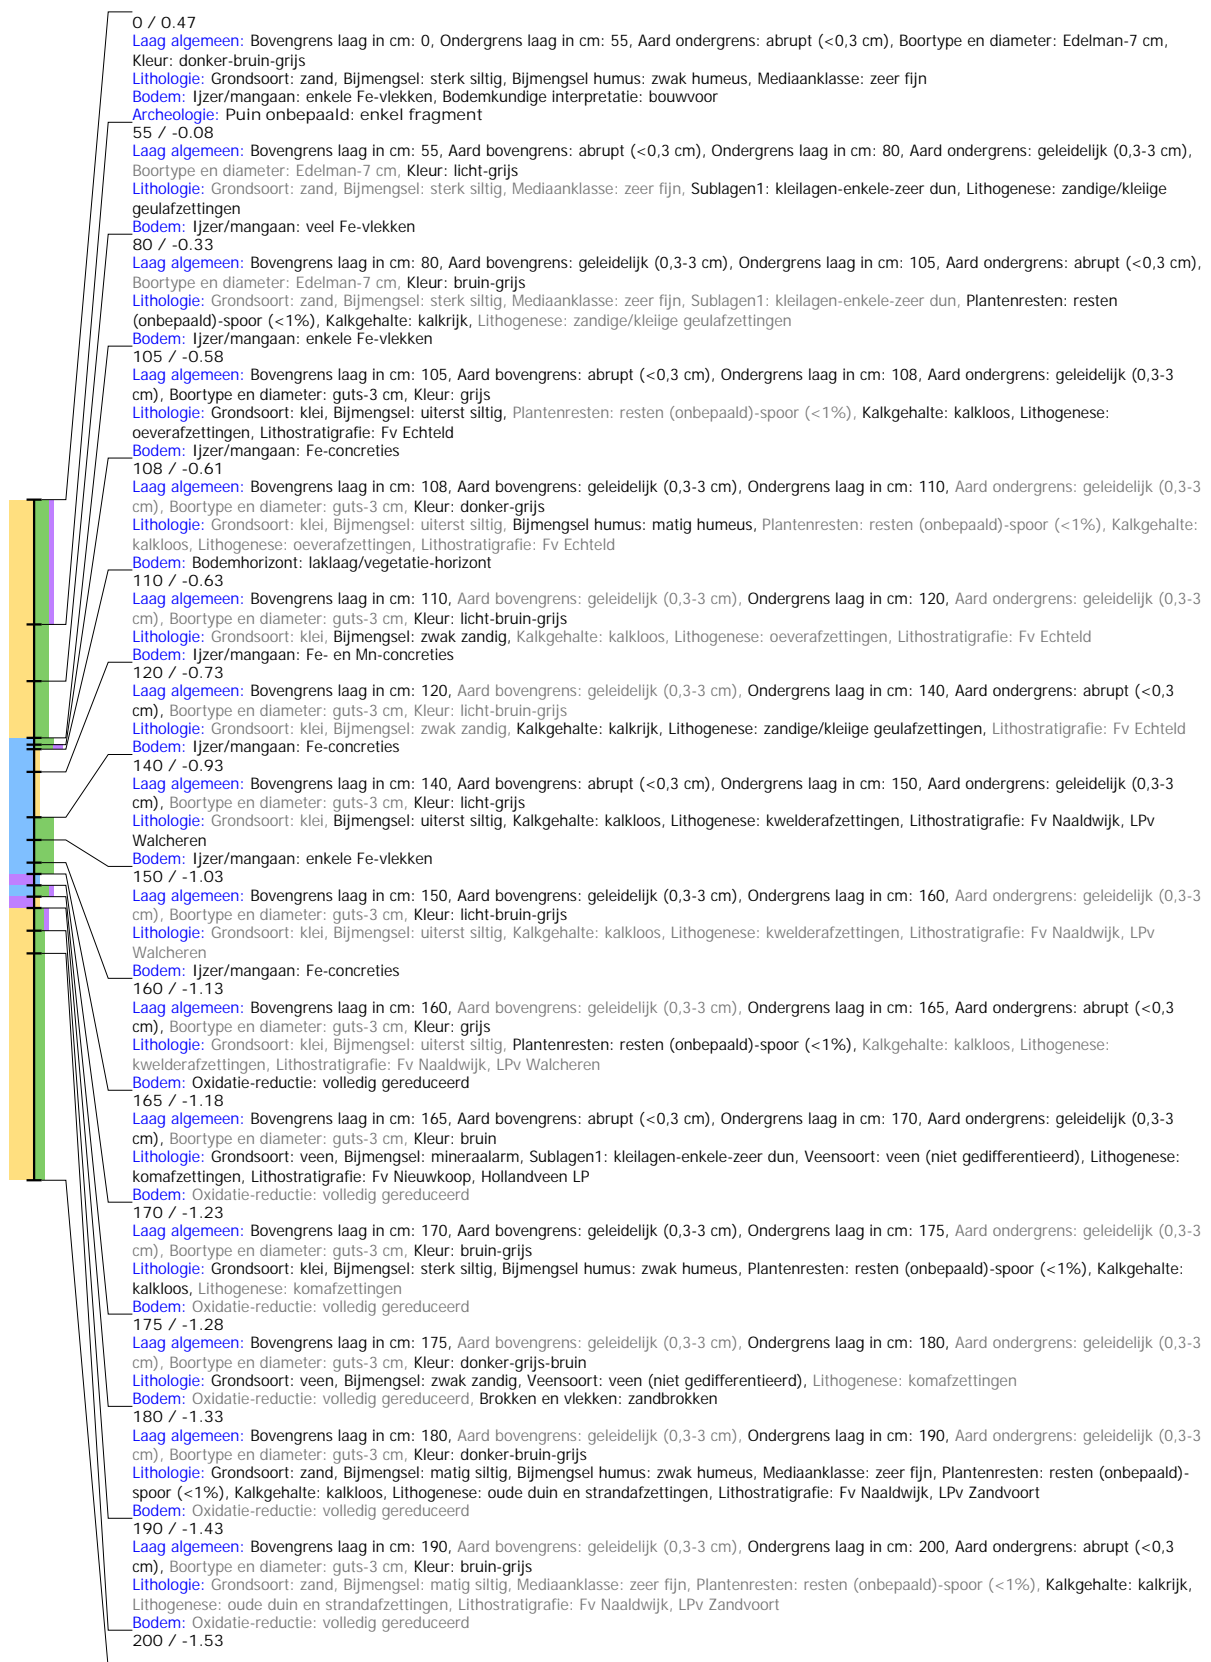 0 / 0.47
Laag algemeen: Bovengrens laag in cm: 0, Ondergrens laag in cm: 55, Aard ondergrens: abrupt (<0,3 cm), Boortype en diameter: Edelman-7 cm,
Kleur: donker-bruin-grijs
Lithologie: Grondsoort: zand, Bijmengsel: sterk siltig, Bijmengsel humus: zwak humeus, Mediaanklasse: zeer fijn
Bodem: Ijzer/mangaan: enkele Fe-vlekken, Bodemkundige interpretatie: bouwvoor
Archeologie: Puin onbepaald: enkel fragment
55 / -0.08
Laag algemeen: Bovengrens laag in cm: 55, Aard bovengrens: abrupt (<0,3 cm), Ondergrens laag in cm: 80, Aard ondergrens: geleidelijk (0,3-3 cm),
Boortype en diameter: Edelman-7 cm, Kleur: licht-grijs
Lithologie: Grondsoort: zand, Bijmengsel: sterk siltig, Mediaanklasse: zeer fijn, Sublagen1: kleilagen-enkele-zeer dun, Lithogenese: zandige/kleiige
geulafzettingen
Bodem: Ijzer/mangaan: veel Fe-vlekken
80 / -0.33
Laag algemeen: Bovengrens laag in cm: 80, Aard bovengrens: geleidelijk (0,3-3 cm), Ondergrens laag in cm: 105, Aard ondergrens: abrupt (<0,3 cm),
Boortype en diameter: Edelman-7 cm, Kleur: bruin-grijs
Lithologie: Grondsoort: zand, Bijmengsel: sterk siltig, Mediaanklasse: zeer fijn, Sublagen1: kleilagen-enkele-zeer dun, Plantenresten: resten
(onbepaald)-spoor (<1%), Kalkgehalte: kalkrijk, Lithogenese: zandige/kleiige geulafzettingen
Bodem: Ijzer/mangaan: enkele Fe-vlekken
105 / -0.58
Laag algemeen: Bovengrens laag in cm: 105, Aard bovengrens: abrupt (<0,3 cm), Ondergrens laag in cm: 108, Aard ondergrens: geleidelijk (0,3-3
cm), Boortype en diameter: guts-3 cm, Kleur: grijs
Lithologie: Grondsoort: klei, Bijmengsel: uiterst siltig, Plantenresten: resten (onbepaald)-spoor (<1%), Kalkgehalte: kalkloos, Lithogenese:
oeverafzettingen, Lithostratigrafie: Fv Echteld
Bodem: Ijzer/mangaan: Fe-concreties
108 / -0.61
Laag algemeen: Bovengrens laag in cm: 108, Aard bovengrens: geleidelijk (0,3-3 cm), Ondergrens laag in cm: 110, Aard ondergrens: geleidelijk (0,3-3
cm), Boortype en diameter: guts-3 cm, Kleur: donker-grijs
Lithologie: Grondsoort: klei, Bijmengsel: uiterst siltig, Bijmengsel humus: matig humeus, Plantenresten: resten (onbepaald)-spoor (<1%), Kalkgehalte:
kalkloos, Lithogenese: oeverafzettingen, Lithostratigrafie: Fv Echteld
Bodem: Bodemhorizont: laklaag/vegetatie-horizont
110 / -0.63
Laag algemeen: Bovengrens laag in cm: 110, Aard bovengrens: geleidelijk (0,3-3 cm), Ondergrens laag in cm: 120, Aard ondergrens: geleidelijk (0,3-3
cm), Boortype en diameter: guts-3 cm, Kleur: licht-bruin-grijs
Lithologie: Grondsoort: klei, Bijmengsel: zwak zandig, Kalkgehalte: kalkloos, Lithogenese: oeverafzettingen, Lithostratigrafie: Fv Echteld
Bodem: Ijzer/mangaan: Fe- en Mn-concreties
120 / -0.73
Laag algemeen: Bovengrens laag in cm: 120, Aard bovengrens: geleidelijk (0,3-3 cm), Ondergrens laag in cm: 140, Aard ondergrens: abrupt (<0,3
cm), Boortype en diameter: guts-3 cm, Kleur: licht-bruin-grijs
Lithologie: Grondsoort: klei, Bijmengsel: zwak zandig, Kalkgehalte: kalkrijk, Lithogenese: zandige/kleiige geulafzettingen, Lithostratigrafie: Fv Echteld
Bodem: Ijzer/mangaan: Fe-concreties
140 / -0.93
Laag algemeen: Bovengrens laag in cm: 140, Aard bovengrens: abrupt (<0,3 cm), Ondergrens laag in cm: 150, Aard ondergrens: geleidelijk (0,3-3
cm), Boortype en diameter: guts-3 cm, Kleur: licht-grijs
Lithologie: Grondsoort: klei, Bijmengsel: uiterst siltig, Kalkgehalte: kalkloos, Lithogenese: kwelderafzettingen, Lithostratigrafie: Fv Naaldwijk, LPv
Walcheren
Bodem: Ijzer/mangaan: enkele Fe-vlekken
150 / -1.03
Laag algemeen: Bovengrens laag in cm: 150, Aard bovengrens: geleidelijk (0,3-3 cm), Ondergrens laag in cm: 160, Aard ondergrens: geleidelijk (0,3-3
cm), Boortype en diameter: guts-3 cm, Kleur: licht-bruin-grijs
Lithologie: Grondsoort: klei, Bijmengsel: uiterst siltig, Kalkgehalte: kalkloos, Lithogenese: kwelderafzettingen, Lithostratigrafie: Fv Naaldwijk, LPv
Walcheren
Bodem: Ijzer/mangaan: Fe-concreties
160 / -1.13
Laag algemeen: Bovengrens laag in cm: 160, Aard bovengrens: geleidelijk (0,3-3 cm), Ondergrens laag in cm: 165, Aard ondergrens: abrupt (<0,3
cm), Boortype en diameter: guts-3 cm, Kleur: grijs
Lithologie: Grondsoort: klei, Bijmengsel: uiterst siltig, Plantenresten: resten (onbepaald)-spoor (<1%), Kalkgehalte: kalkloos, Lithogenese:
kwelderafzettingen, Lithostratigrafie: Fv Naaldwijk, LPv Walcheren
Bodem: Oxidatie-reductie: volledig gereduceerd
165 / -1.18
Laag algemeen: Bovengrens laag in cm: 165, Aard bovengrens: abrupt (<0,3 cm), Ondergrens laag in cm: 170, Aard ondergrens: geleidelijk (0,3-3
cm), Boortype en diameter: guts-3 cm, Kleur: bruin
Lithologie: Grondsoort: veen, Bijmengsel: mineraalarm, Sublagen1: kleilagen-enkele-zeer dun, Veensoort: veen (niet gedifferentieerd), Lithogenese:
komafzettingen, Lithostratigrafie: Fv Nieuwkoop, Hollandveen LP
Bodem: Oxidatie-reductie: volledig gereduceerd
170 / -1.23
Laag algemeen: Bovengrens laag in cm: 170, Aard bovengrens: geleidelijk (0,3-3 cm), Ondergrens laag in cm: 175, Aard ondergrens: geleidelijk (0,3-3
cm), Boortype en diameter: guts-3 cm, Kleur: bruin-grijs
Lithologie: Grondsoort: klei, Bijmengsel: sterk siltig, Bijmengsel humus: zwak humeus, Plantenresten: resten (onbepaald)-spoor (<1%), Kalkgehalte:
kalkloos, Lithogenese: komafzettingen
Bodem: Oxidatie-reductie: volledig gereduceerd
175 / -1.28
Laag algemeen: Bovengrens laag in cm: 175, Aard bovengrens: geleidelijk (0,3-3 cm), Ondergrens laag in cm: 180, Aard ondergrens: geleidelijk (0,3-3
cm), Boortype en diameter: guts-3 cm, Kleur: donker-grijs-bruin
Lithologie: Grondsoort: veen, Bijmengsel: zwak zandig, Veensoort: veen (niet gedifferentieerd), Lithogenese: komafzettingen
Bodem: Oxidatie-reductie: volledig gereduceerd, Brokken en vlekken: zandbrokken
180 / -1.33
Laag algemeen: Bovengrens laag in cm: 180, Aard bovengrens: geleidelijk (0,3-3 cm), Ondergrens laag in cm: 190, Aard ondergrens: geleidelijk (0,3-3
cm), Boortype en diameter: guts-3 cm, Kleur: donker-bruin-grijs
Lithologie: Grondsoort: zand, Bijmengsel: matig siltig, Bijmengsel humus: zwak humeus, Mediaanklasse: zeer fijn, Plantenresten: resten (onbepaald)-
spoor (<1%), Kalkgehalte: kalkloos, Lithogenese: oude duin en strandafzettingen, Lithostratigrafie: Fv Naaldwijk, LPv Zandvoort
Bodem: Oxidatie-reductie: volledig gereduceerd
190 / -1.43
Laag algemeen: Bovengrens laag in cm: 190, Aard bovengrens: geleidelijk (0,3-3 cm), Ondergrens laag in cm: 200, Aard ondergrens: abrupt (<0,3
cm), Boortype en diameter: guts-3 cm, Kleur: bruin-grijs
Lithologie: Grondsoort: zand, Bijmengsel: matig siltig, Mediaanklasse: zeer fijn, Plantenresten: resten (onbepaald)-spoor (<1%), Kalkgehalte: kalkrijk,
Lithogenese: oude duin en strandafzettingen, Lithostratigrafie: Fv Naaldwijk, LPv Zandvoort
Bodem: Oxidatie-reductie: volledig gereduceerd
200 / -1.53